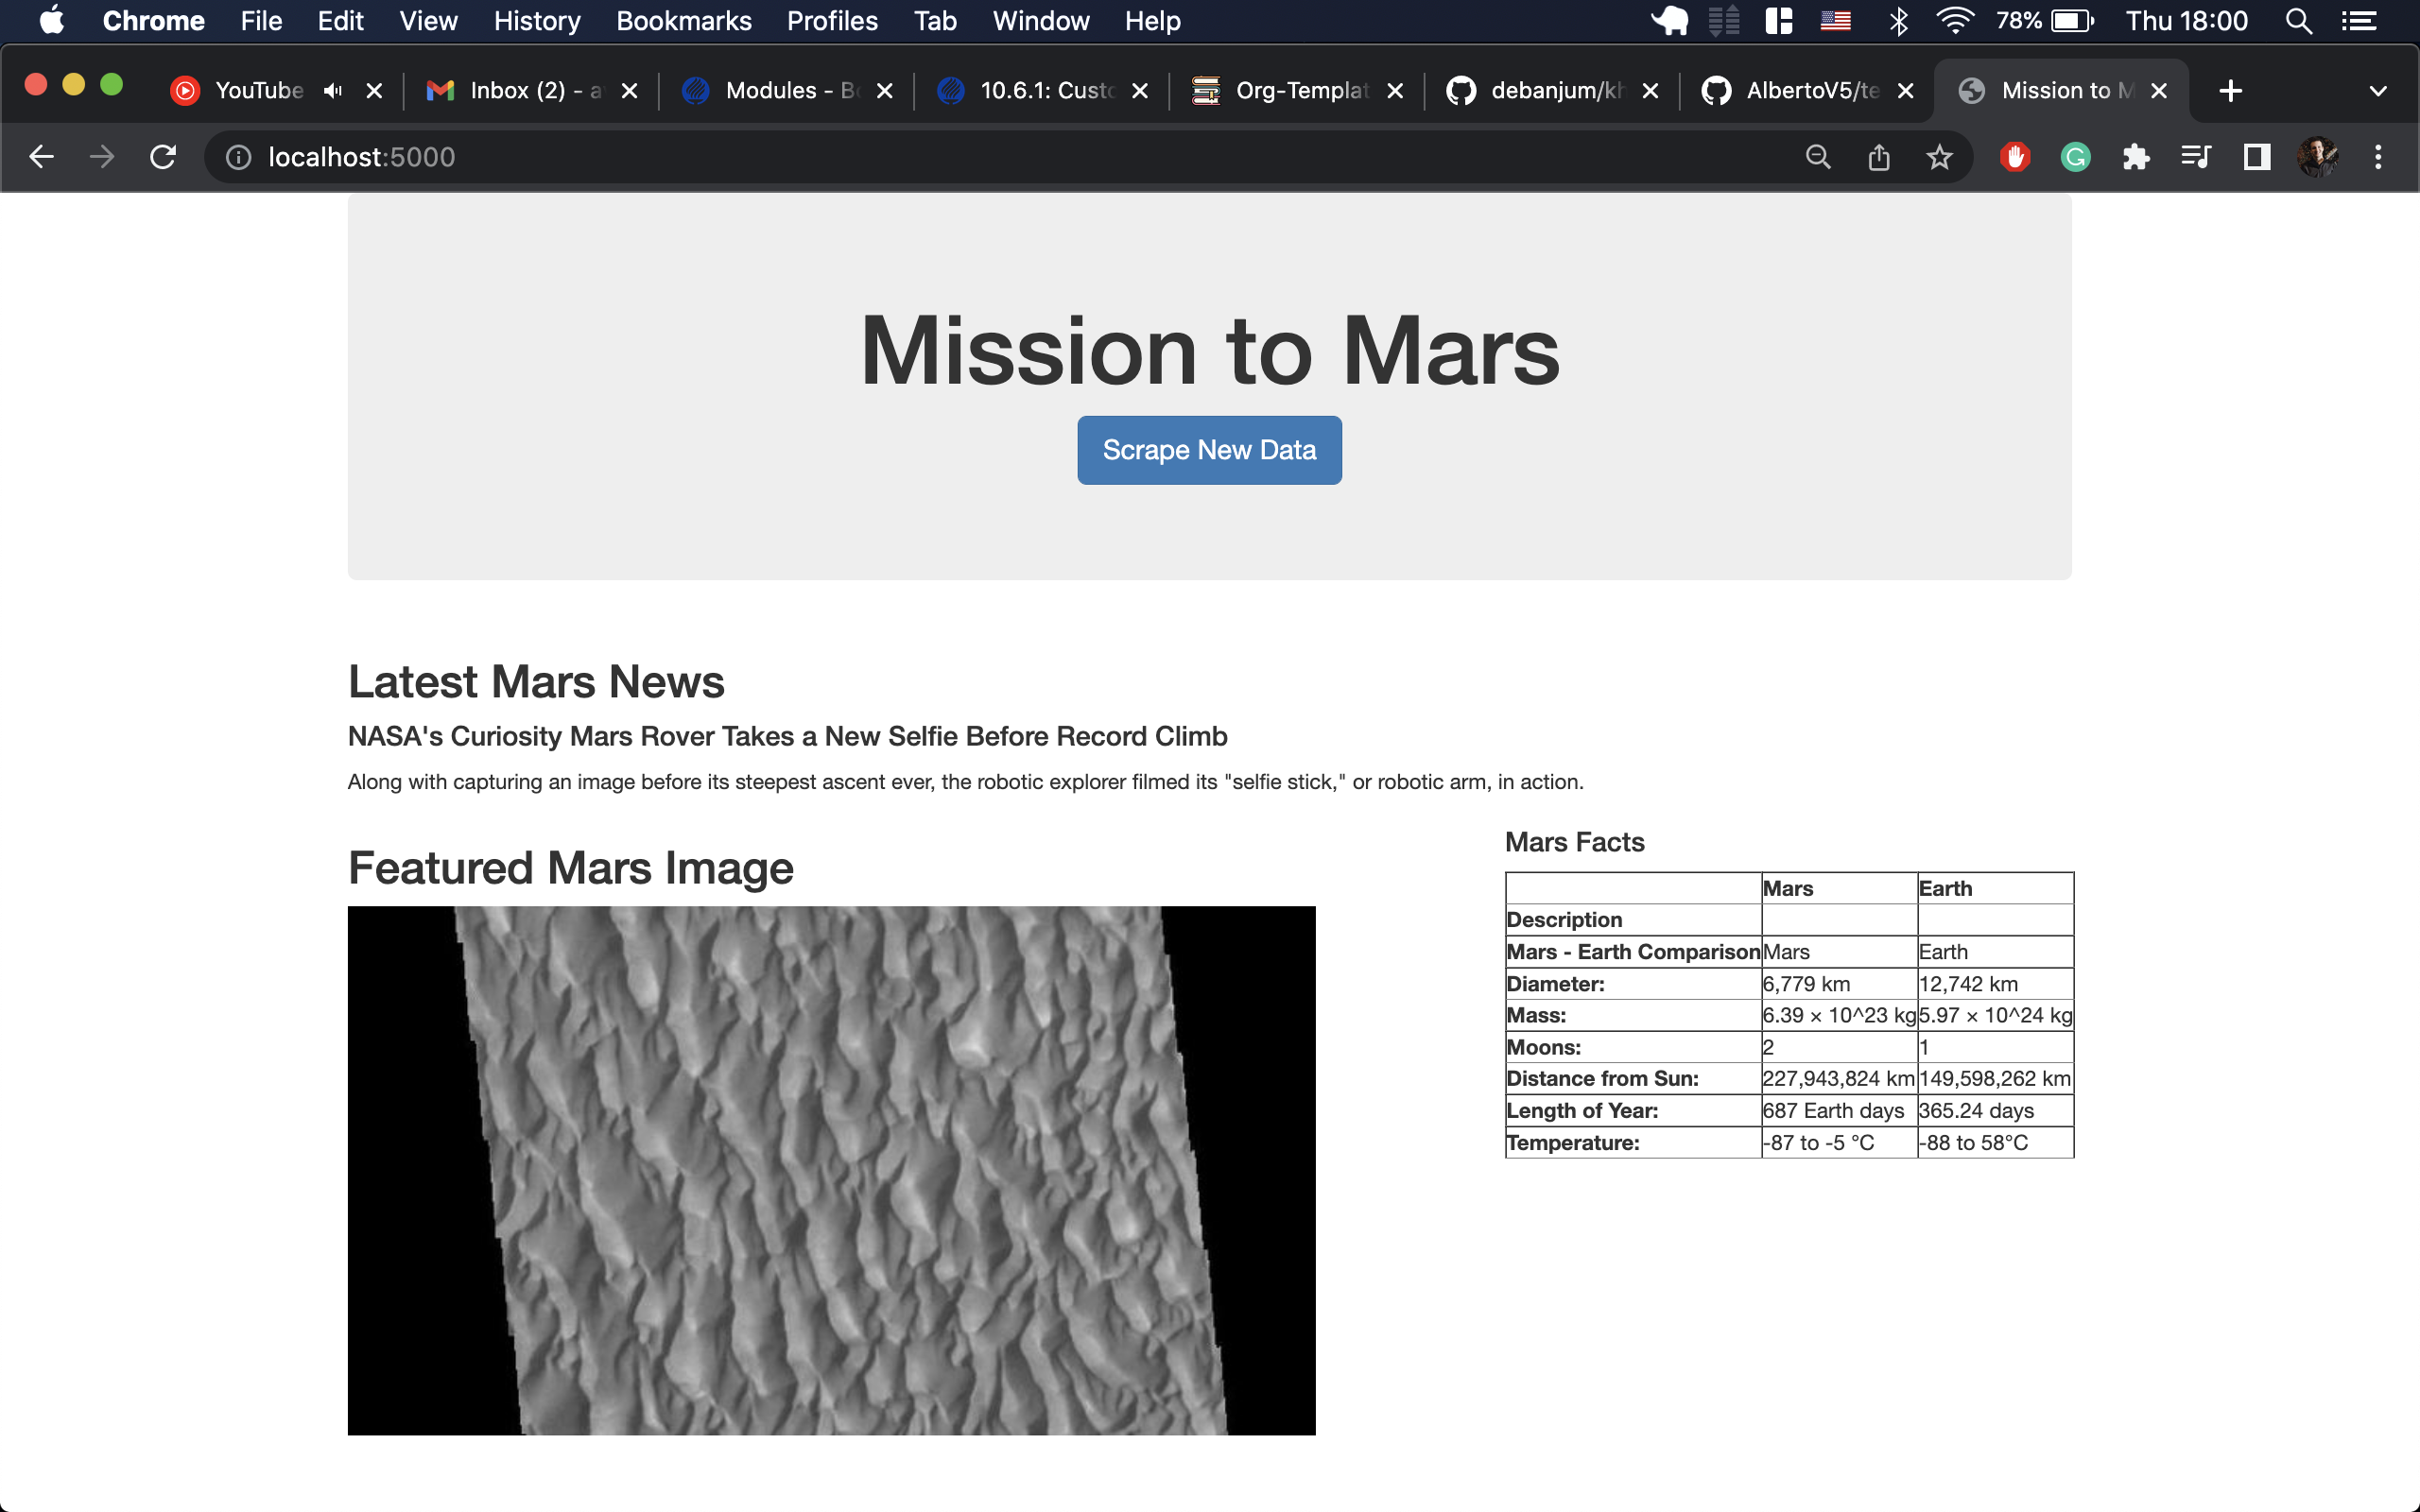 Chrome File Edit View History Bookmarks Profiles Tab Window Help 78% Thu 18:00
YouTube Inbox (2) - a Modules - B 10.6.1: Custo Org-Templat debanjum/kh AlbertoV5/te Mission to M
localhost:5000
Mission to Mars
Scrape New Data
Latest Mars News
NASA's Curiosity Mars Rover Takes a New Selfie Before Record Climb
Along with capturing an image before its steepest ascent ever, the robotic explorer filmed its "selfie stick," or robotic arm, in action.
Featured Mars Image
Mars Facts
Mars Earth
Description
Mars - Earth Comparison Mars Earth
Diameter: 6,779 km 12,742 km
Mass: 6.39 × 10^23 kg 5.97 × 10^24 kg
Moons: 2 1
Distance from Sun: 227,943,824 km 149,598,262 km
Length of Year: 687 Earth days 365.24 days
Temperature: -87 to -5 °C -88 to 58°C